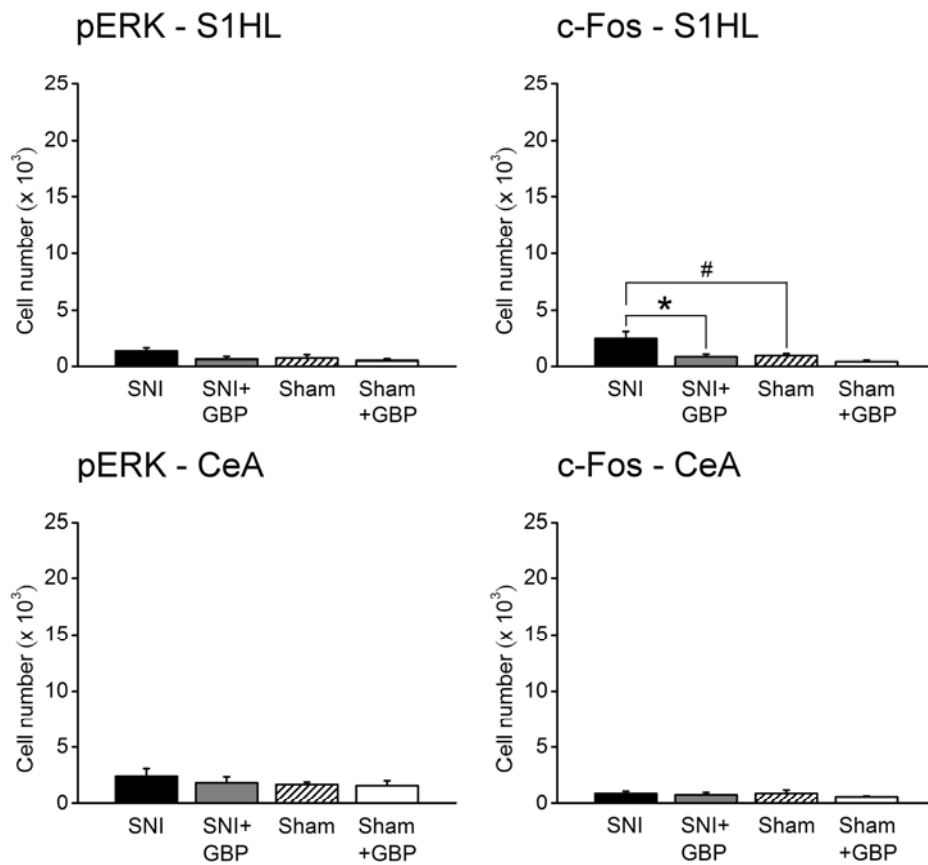 pERK - S1HL
Cell number (x 10³)
25
20
15
10
5
0
SNI
SNI+
GBP
Sham
Sham
+GBP
c-Fos - S1HL
Cell number (x 10³)
25
20
15
10
5
0
#
*
SNI
SNI+
GBP
Sham
Sham
+GBP
pERK - CeA
Cell number (x 10³)
25
20
15
10
5
0
SNI
SNI+
GBP
Sham
Sham
+GBP
c-Fos - CeA
Cell number (x 10³)
25
20
15
10
5
0
SNI
SNI+
GBP
Sham
Sham
+GBP